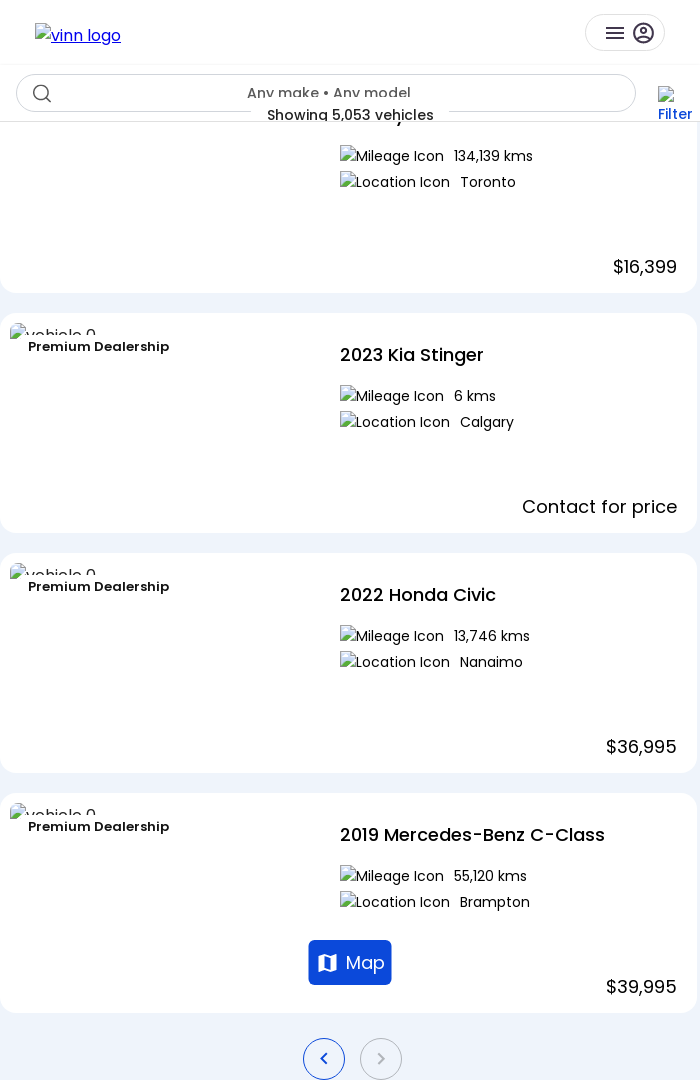 vinn logo
Any make • Any model
Showing 5,053 vehicles
Filter
Mileage Icon 134,139 kms
Location Icon Toronto
$16,399
vehicle 0
Premium Dealership
2023 Kia Stinger
Mileage Icon 6 kms
Location Icon Calgary
Contact for price
vehicle 0
Premium Dealership
2022 Honda Civic
Mileage Icon 13,746 kms
Location Icon Nanaimo
$36,995
vehicle 0
Premium Dealership
2019 Mercedes-Benz C-Class
Mileage Icon 55,120 kms
Location Icon Brampton
Map
$39,995